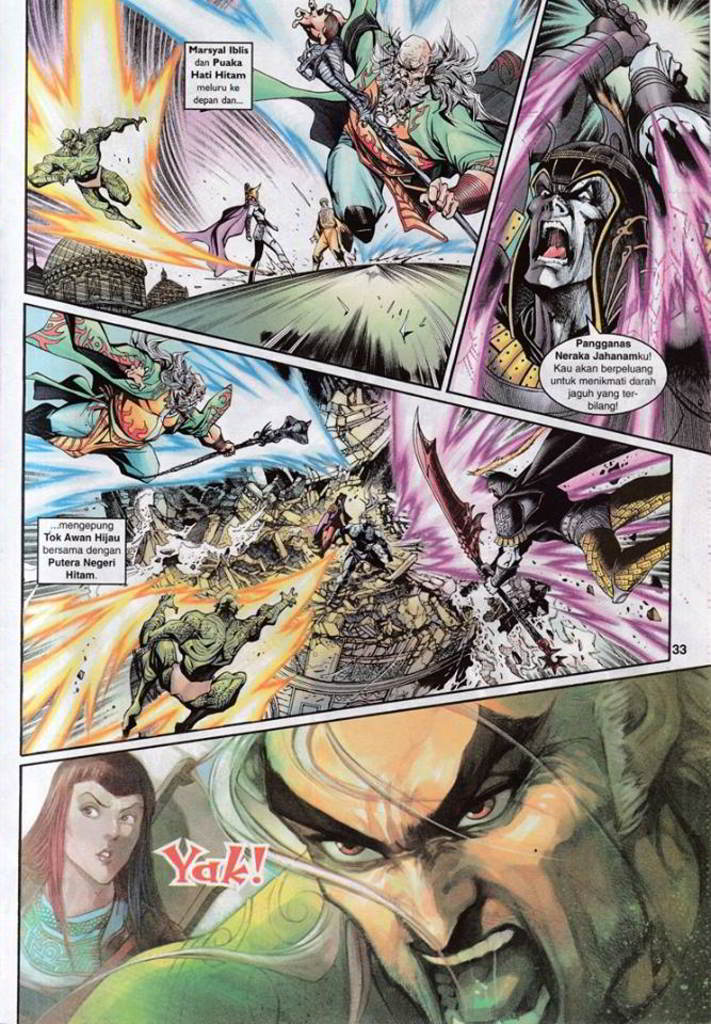 Marsyal Iblis
dan Puaka
Hati Hitam
meluru ke
depan dan...
Pangganas
Neraka Jahanamku!
Kau akan berpeluang
untuk menikmati darah
jaguh yang ter-
bilang!
...mengepung
Tok Awan Hijau
bersama dengan
Putera Negeri
Hitam.
33
Yak!